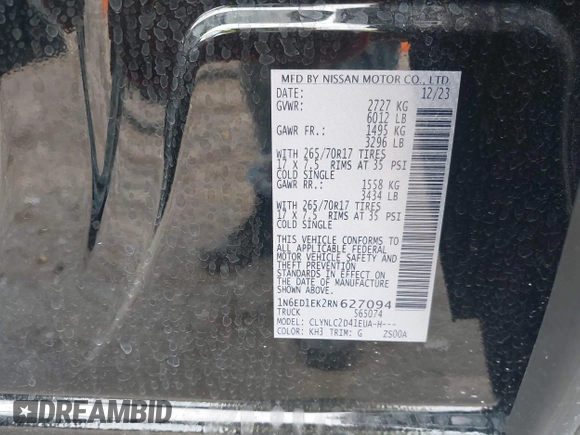 MFD BY NISSAN MOTOR CO., LTD.
DATE: 12/23
GVWR: 2727 KG
6012 LB
GAWR FR.: 1495 KG
3296 LB
WITH 265/70R17 TIRES
17 X 7.5 RIMS AT 35 PSI
COLD SINGLE
GAWR RR.: 1558 KG
3434 LB
WITH 265/70R17 TIRES
17 X 7.5 RIMS AT 35 PSI
COLD SINGLE
THIS VEHICLE CONFORMS TO
ALL APPLICABLE FEDERAL
MOTOR VEHICLE SAFETY AND
THEFT PREVENTION
STANDARDS IN EFFECT ON
THE DATE OF MANUFACTURE
SHOWN ABOVE.
1N6ED1EK2RN627094
TRUCK 565074
MODEL: CLYNLC2D41EUA-H---
COLOR: KH3 TRIM: G 2S00A
DREAMBID